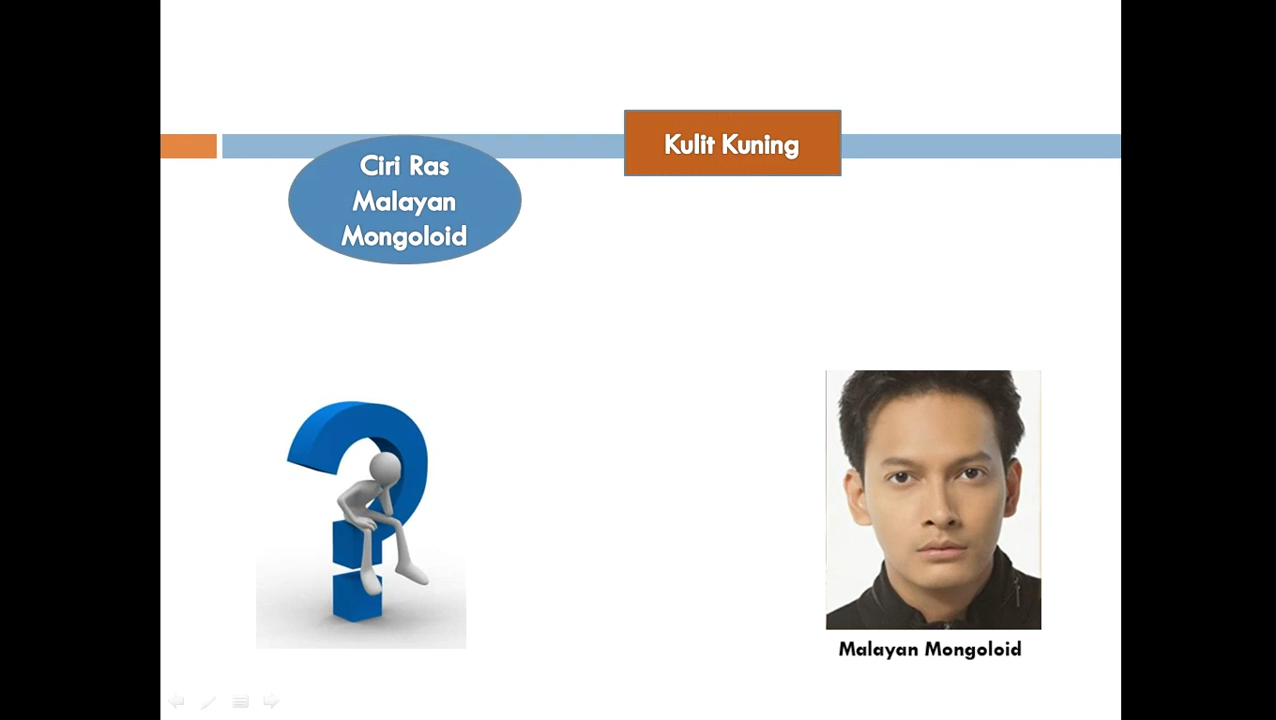 Ciri Ras
Malayan
Mongoloid
Kulit Kuning
Malayan Mongoloid